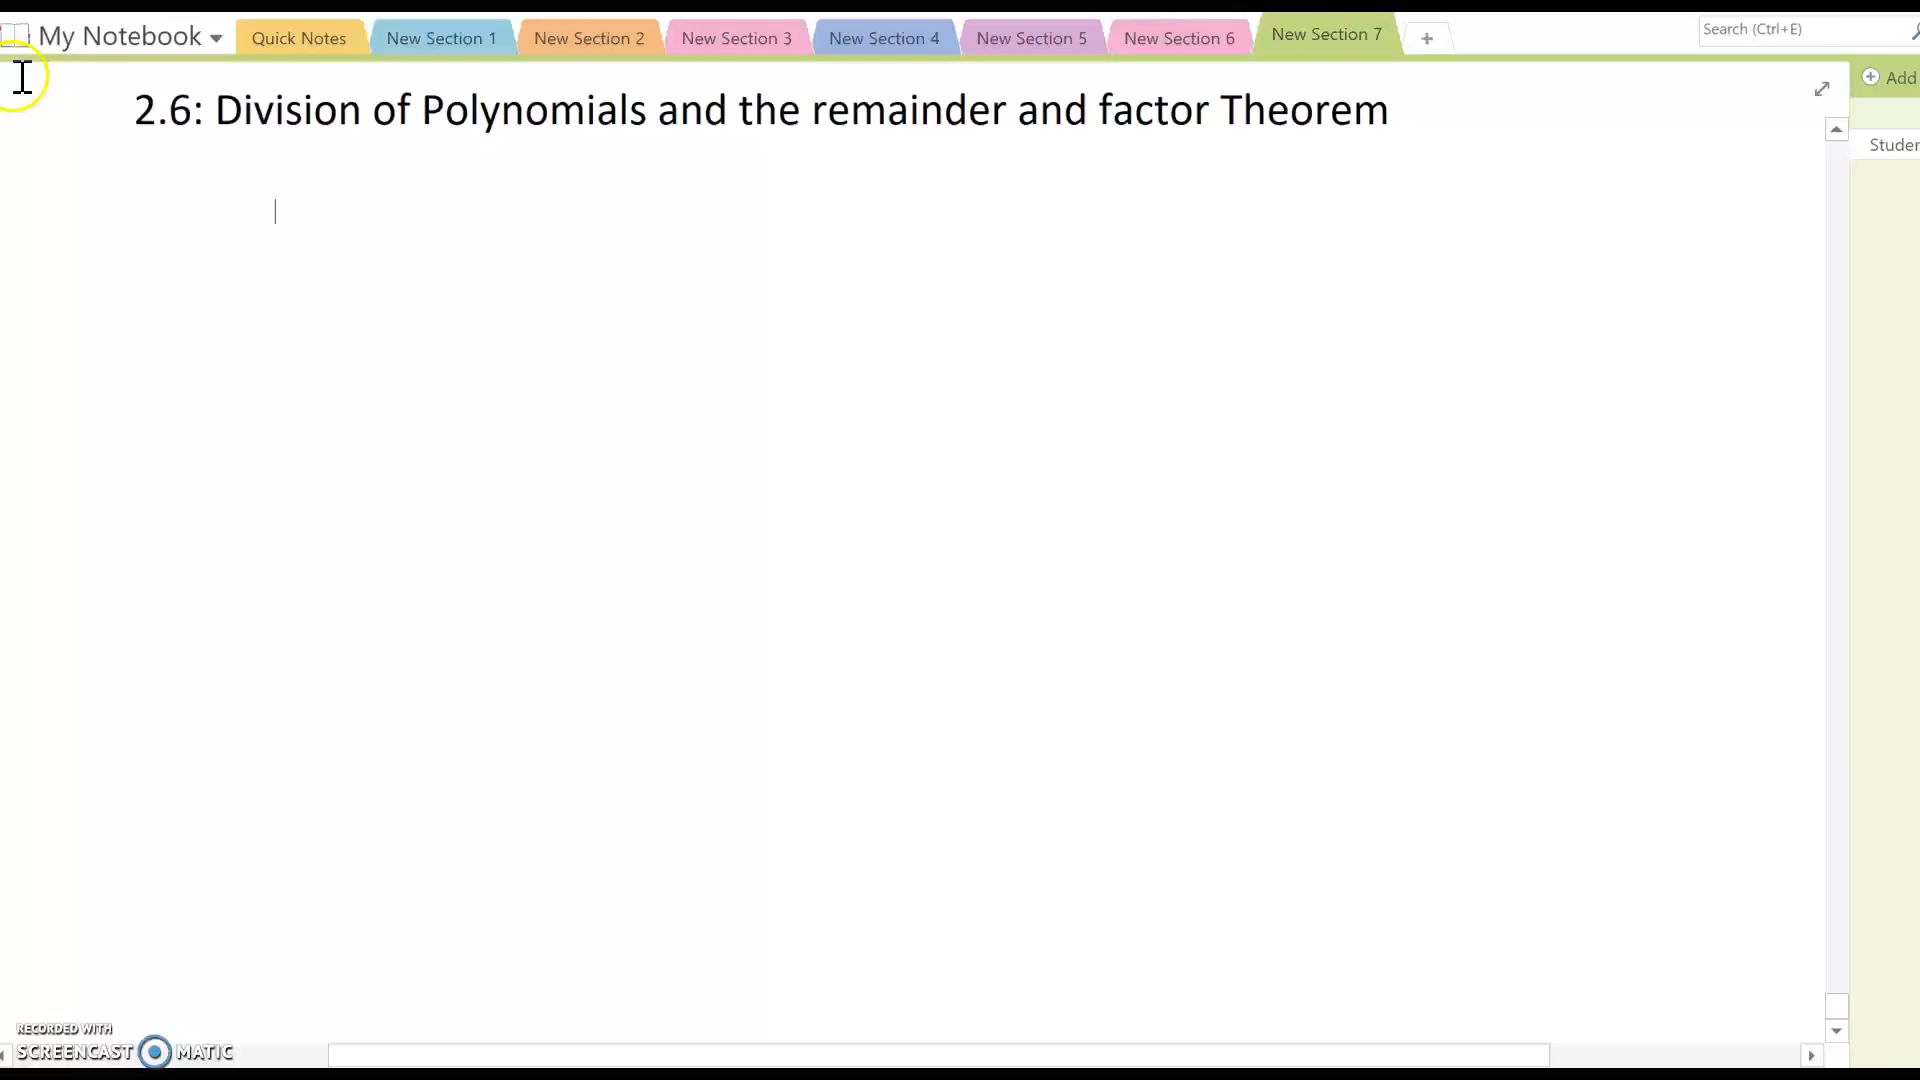 My Notebook
Quick Notes
New Section 1
New Section 2
New Section 3
New Section 4
New Section 5
New Section 6
New Section 7
Search (Ctrl+E)
Add
2.6: Division of Polynomials and the remainder and factor Theorem
RECORDED WITH
SCREENCAST MATIC